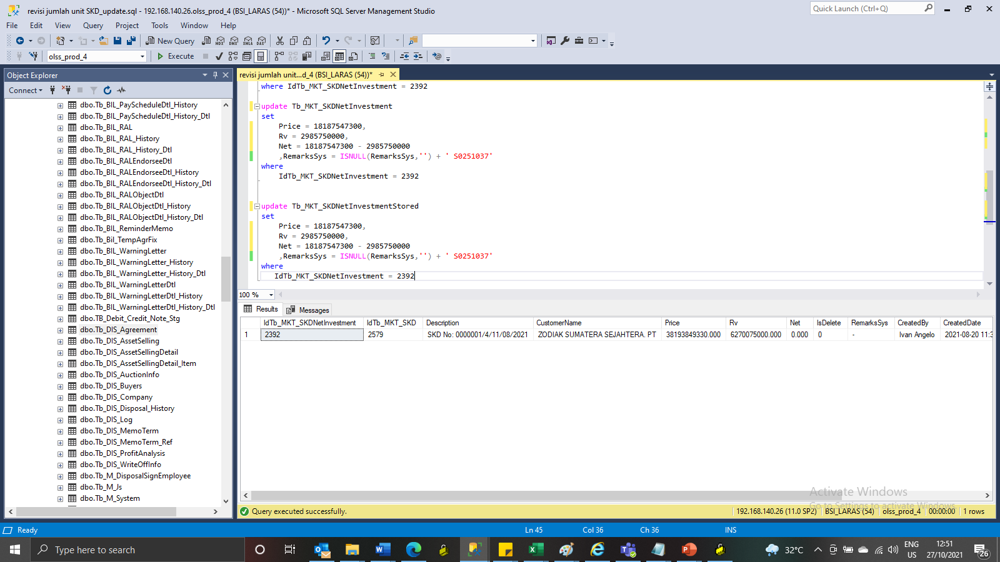 revisi jumlah unit SKD_update.sql - 192.168.140.26.olss_prod_4 (BSI_LARAS (54))* - Microsoft SQL Server Management Studio
Quick Launch (Ctrl+Q)
File Edit View Query Project Tools Window Help
New Query
MDX DMX XMLA DAX
olss_prod_4
Execute
Object Explorer
Connect
dbo.Tb_BIL_PayScheduleDtl_History
dbo.Tb_BIL_PayScheduleDtl_History_Dtl
dbo.Tb_BIL_RAL
dbo.Tb_BIL_RAL_History
dbo.Tb_BIL_RAL_History_Dtl
dbo.Tb_BIL_RALEndorseeDtl
dbo.Tb_BIL_RALEndorseeDtl_History
dbo.Tb_BIL_RALEndorseeDtl_History_Dtl
dbo.Tb_BIL_RALObjectDtl
dbo.Tb_BIL_RALObjectDtl_History
dbo.Tb_BIL_RALObjectDtl_History_Dtl
dbo.Tb_BIL_ReminderMemo
dbo.Tb_Bil_TempAgrFix
dbo.Tb_BIL_WarningLetter
dbo.Tb_BIL_WarningLetter_History
dbo.Tb_BIL_WarningLetter_History_Dtl
dbo.Tb_BIL_WarningLetterDtl
dbo.Tb_BIL_WarningLetterDtl_History
dbo.Tb_BIL_WarningLetterDtl_History_Dtl
dbo.TB_Debit_Credit_Note_Stg
dbo.Tb_DIS_Agreement
dbo.Tb_DIS_AssetSelling
dbo.Tb_DIS_AssetSellingDetail
dbo.Tb_DIS_AssetSellingDetail_Item
dbo.Tb_DIS_AuctionInfo
dbo.Tb_DIS_Buyers
dbo.Tb_DIS_Company
dbo.Tb_DIS_Disposal_History
dbo.Tb_DIS_Log
dbo.Tb_DIS_MemoTerm
dbo.Tb_DIS_MemoTerm_Ref
dbo.Tb_DIS_ProfitAnalysis
dbo.Tb_DIS_WriteOffInfo
dbo.Tb_M_DisposalSignEmployee
dbo.Tb_M_Js
dbo.Tb_M_System
revisi jumlah unit...d_4 (BSI_LARAS (54))*
where IdTb_MKT_SKDNetInvestment = 2392
update Tb_MKT_SKDNetInvestment
set
Price = 18187547300,
Rv = 2985750000,
Net = 18187547300 - 2985750000
,RemarksSys = ISNULL(RemarksSys,'') + ' S0251037'
where
IdTb_MKT_SKDNetInvestment = 2392
update Tb_MKT_SKDNetInvestmentStored
set
Price = 18187547300,
Rv = 2985750000,
Net = 18187547300 - 2985750000
,RemarksSys = ISNULL(RemarksSys,'') + ' S0251037'
where
IdTb_MKT_SKDNetInvestment = 2392
100 %
Results Messages
IdTb_MKT_SKDNetInvestment IdTb_MKT_SKD Description CustomerName Price Rv Net IsDelete RemarksSys CreatedBy CreatedDate
1 2392 2579 SKD No: 0000001/4/11/08/2021 ZODIAK SUMATERA SEJAHTERA. PT 38193849330.000 6270075000.000 0.000 0 - Ivan Angelo 2021-08-20 11:3
Activate Windows
Go to Settings to activate Windows.
Query executed successfully.
192.168.140.26 (11.0 SP2) BSI_LARAS (54) olss_prod_4 00:00:00 1 rows
Ready
Ln 45 Col 36 Ch 36 INS
Type here to search
32°C
ENG
US
12:51
27/10/2021
26